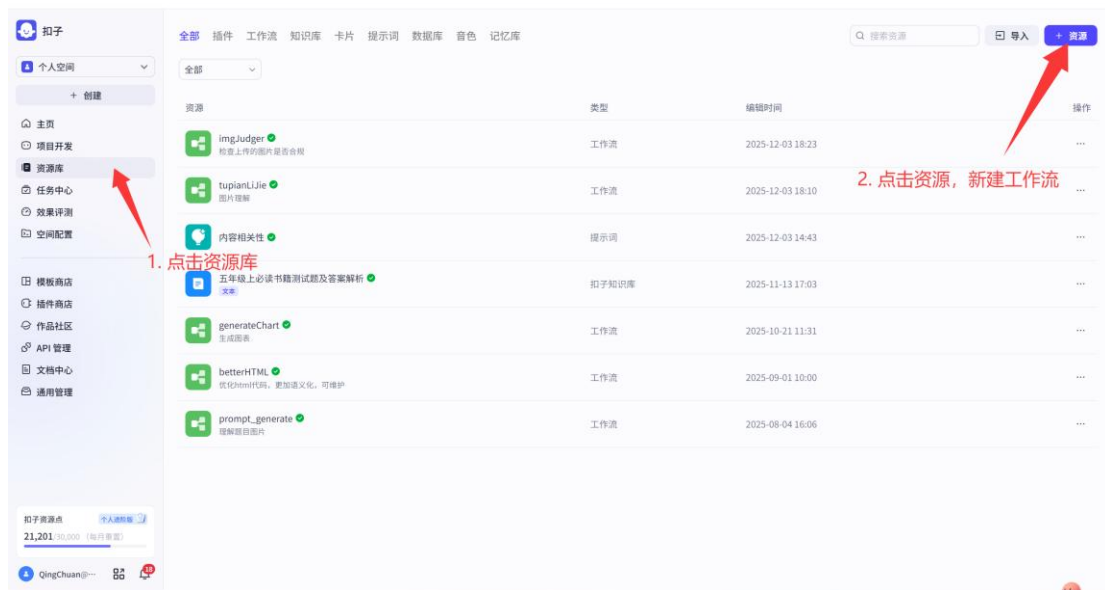 扣子
个人空间
+ 创建
主页
项目开发
资源库
任务中心
效果评测
空间配置
1. 点击资源库
模板商店
插件商店
作品社区
API 管理
文档中心
通用管理
扣子资源点 个人进阶版
21,201/30,000 (每月重置)
QingChuan@···
18
全部 插件 工作流 知识库 卡片 提示词 数据库 音色 记忆库
搜索资源
导入
+ 资源
全部
资源 类型 编辑时间 操作
imgJudger 工作流 2025-12-03 18:23 ···
检查上传的图片是否合规
2. 点击资源，新建工作流
tupianLiJie 工作流 2025-12-03 18:10 ···
图片理解
内容相关性 提示词 2025-12-03 14:43 ···
五年级上必读书籍测试题及答案解析 扣子知识库 2025-11-13 17:03 ···
文本
generateChart 工作流 2025-10-21 11:31 ···
生成图表
betterHTML 工作流 2025-09-01 10:00 ···
优化html代码，更加语义化，可维护
prompt_generate 工作流 2025-08-04 16:06 ···
理解题目图片